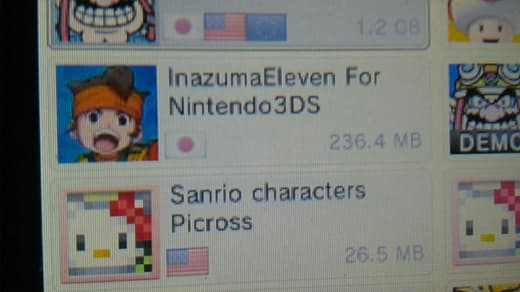 1.2 GB
InazumaEleven For
Nintendo3DS
236.4 MB
DEMO
Sanrio characters
Picross
26.5 MB